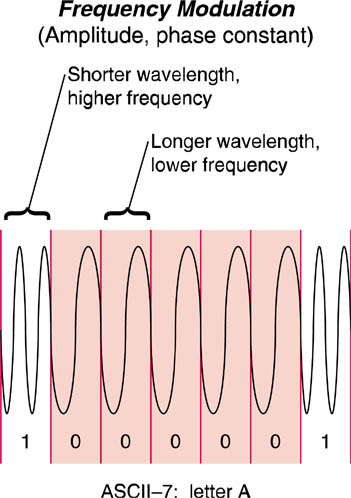 Frequency Modulation
(Amplitude, phase constant)
Shorter wavelength,
higher frequency
Longer wavelength,
lower frequency
1 0 0 0 0 0 1
ASCII–7: letter A